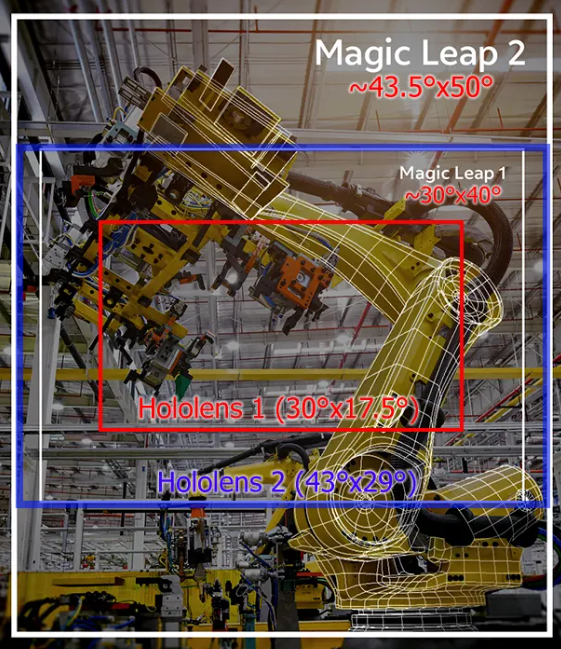 Magic Leap 2
~43.5°x50°
Magic Leap 1
~30°x40°
Hololens 1 (30°x17.5°)
Hololens 2 (43°x29°)